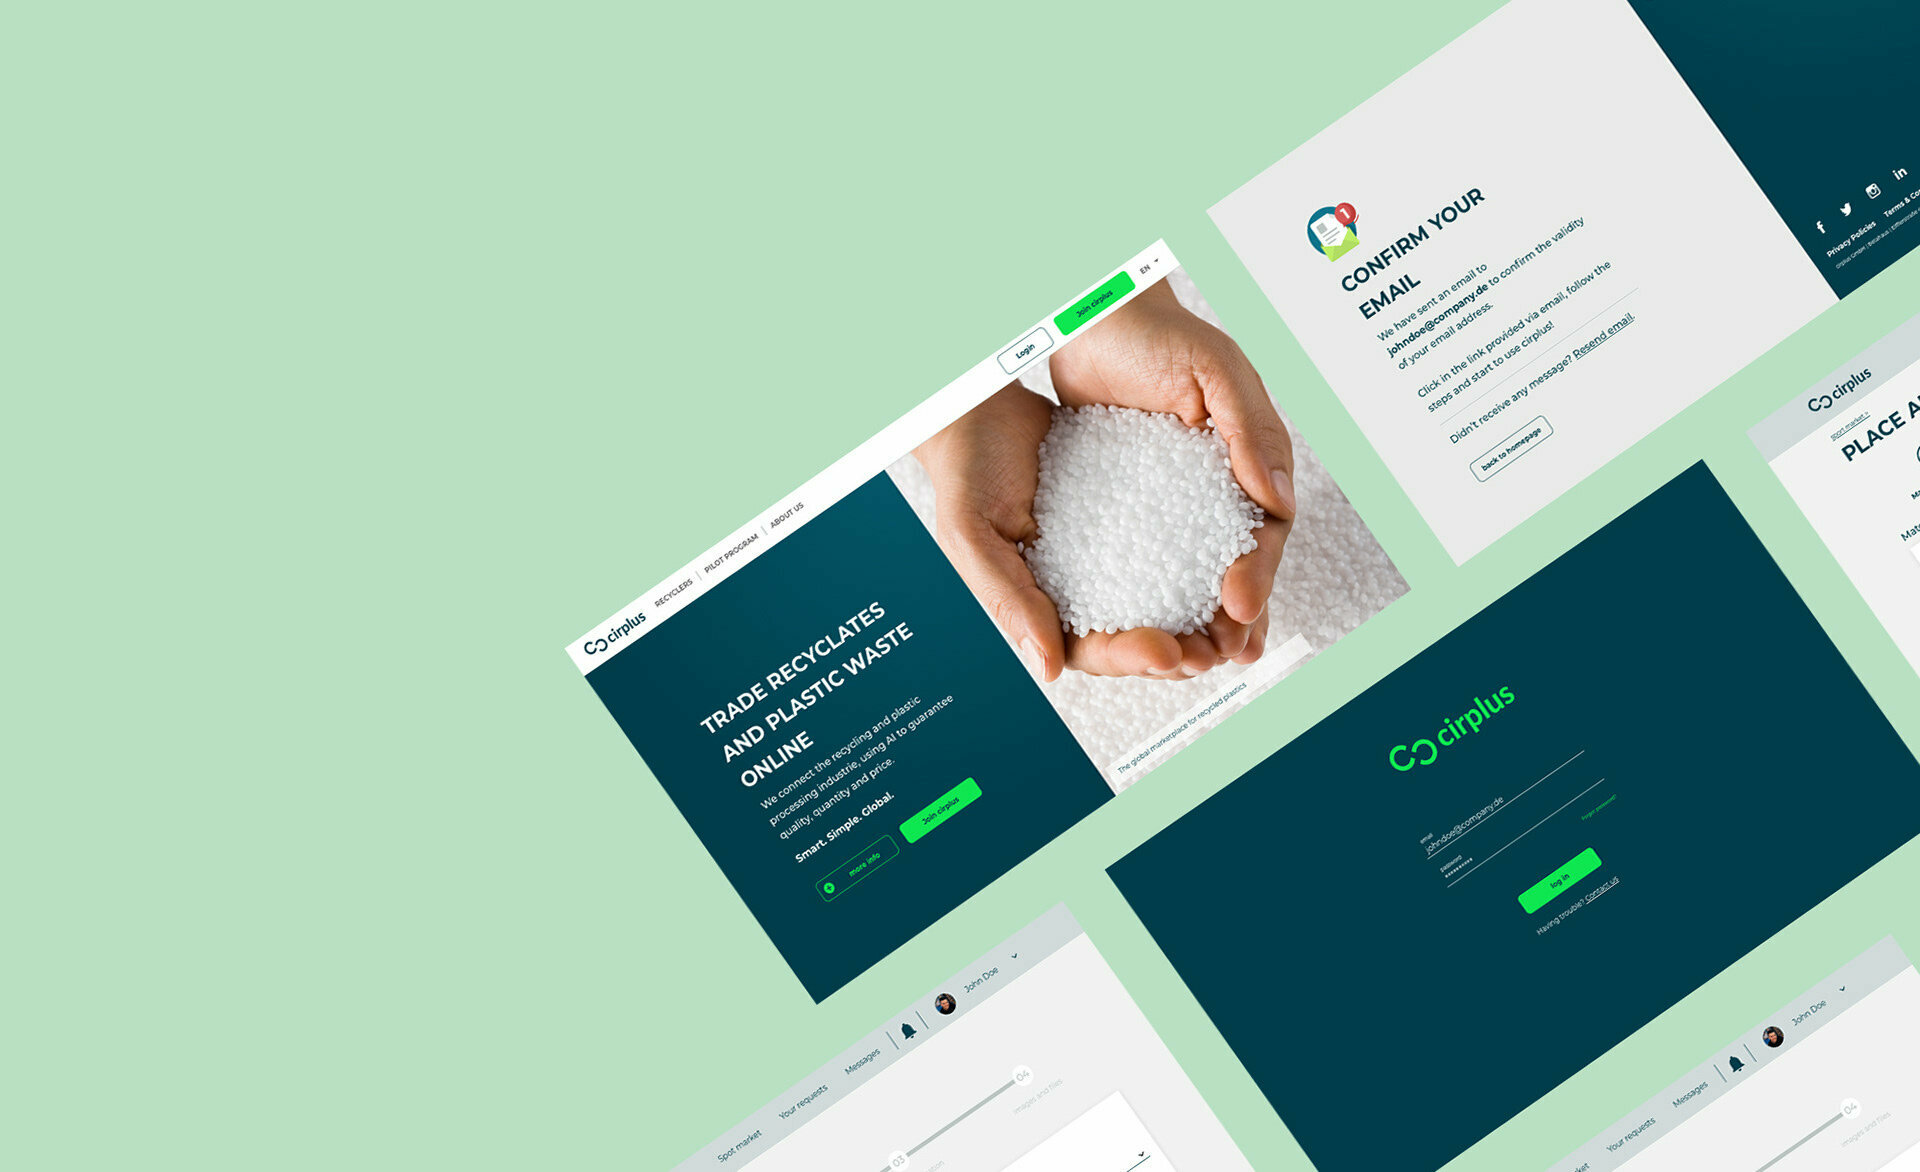 cirplus
RECYCLERS
PILOT PROGRAM
ABOUT US
Login
Join cirplus
EN
TRADE RECYCLATES
AND PLASTIC WASTE
ONLINE
We connect the recycling and plastic
processing industrie, using AI to guarantee
quality, quantity and price.
Smart. Simple. Global.
more info
Join cirplus
The global marketplace for recycled plastics
1
CONFIRM YOUR
EMAIL
We have sent an email to
johndoe@company.de to confirm the validity
of your email address.
Click in the link provided via email, follow the
steps and start to use cirplus!
Didn't receive any message? Resend email.
back to homepage
in
Privacy Policies
Terms & Co
cirplus
spot market >
PLACE A
cirplus
email
johndoe@company.de
password
**********
Forgot password?
log in
Having trouble? Contact us
Spot market
Your requests
Messages
John Doe
03
04
images and files
Your requests
Messages
John Doe
04
images and files